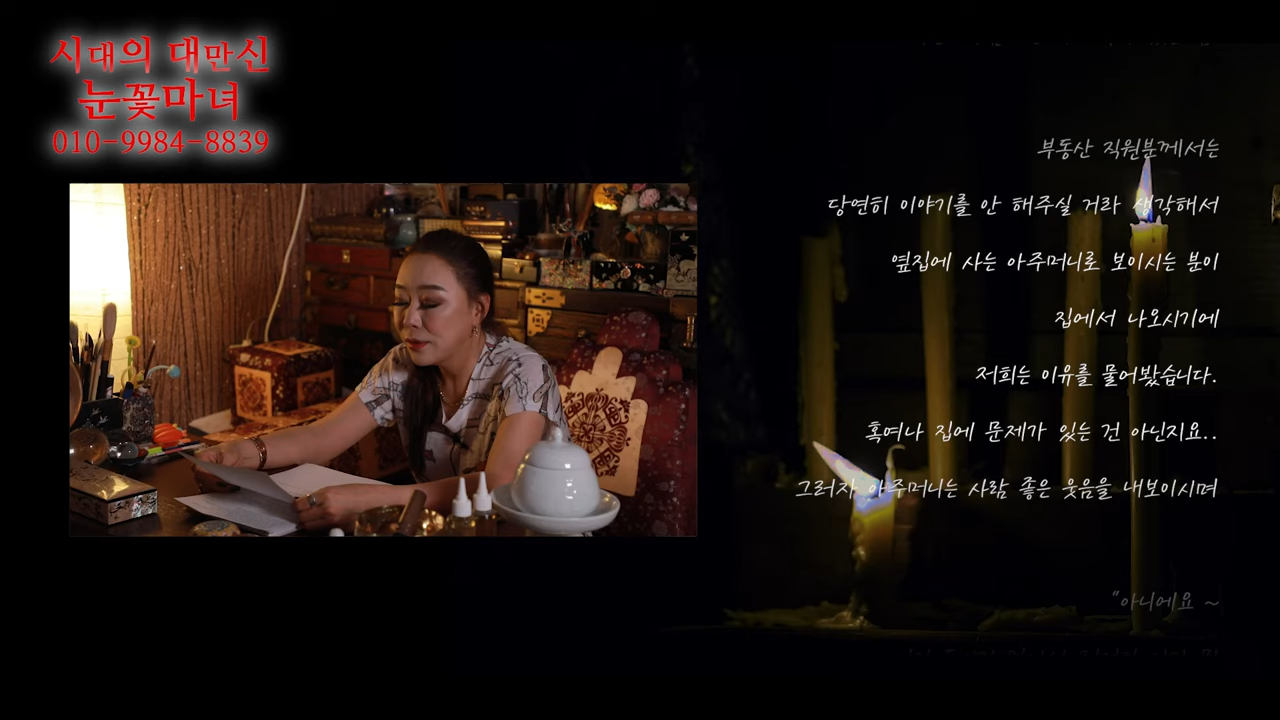 시대의 대만신
눈꽃마녀
010-9984-8839
부동산 직원분께서는
당연히 이야기를 안 해주실 거라 생각해서
옆집에 사는 아주머니로 보이시는 분이
집에서 나오시기에
저희는 이유를 물어봤습니다.
혹여나 집에 문제가 있는 건 아닌지요..
그러자 아주머니는 사람 좋은 웃음을 내보이시며
"아니에요 ~